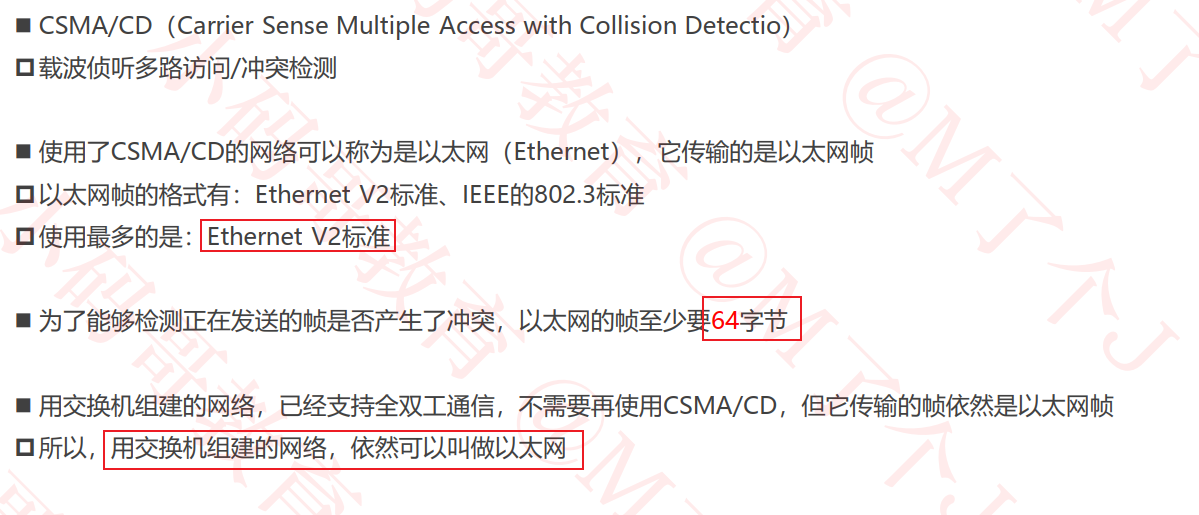 ■ CSMA/CD（Carrier Sense Multiple Access with Collision Detectio）
载波侦听多路访问/冲突检测
■ 使用了CSMA/CD的网络可以称为是以太网（Ethernet），它传输的是以太网帧
以太网帧的格式有：Ethernet V2标准、IEEE的802.3标准
使用最多的是：Ethernet V2标准
■ 为了能够检测正在发送的帧是否产生了冲突，以太网的帧至少要64字节
■ 用交换机组建的网络，已经支持全双工通信，不需要再使用CSMA/CD，但它传输的帧依然是以太网帧
所以，用交换机组建的网络，依然可以叫做以太网
小码哥教育 @M了个J